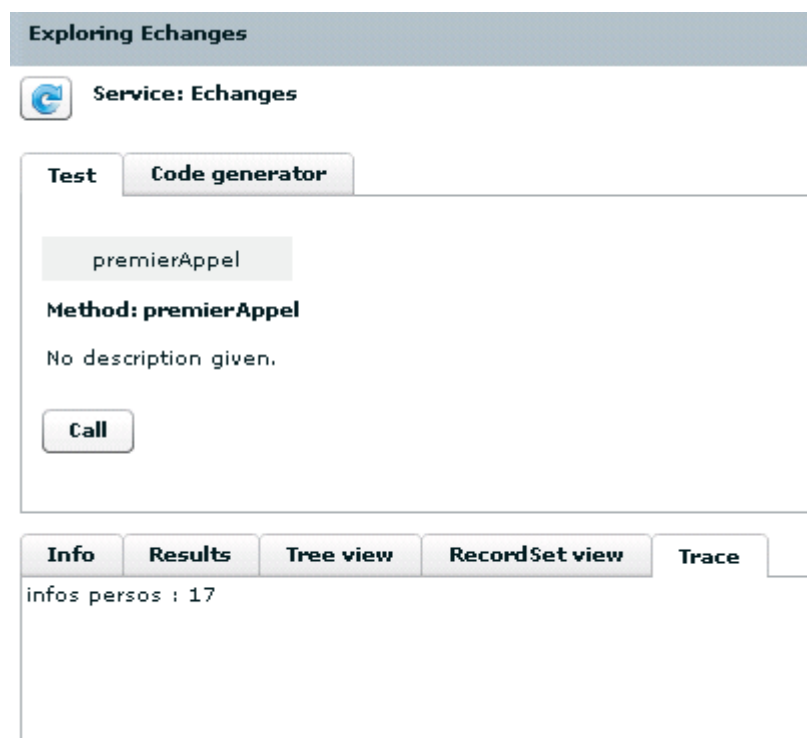 Exploring Echanges
Service: Echanges
Test Code generator
premierAppel
Method: premierAppel
No description given.
Call
Info Results Tree view RecordSet view Trace
infos persos : 17